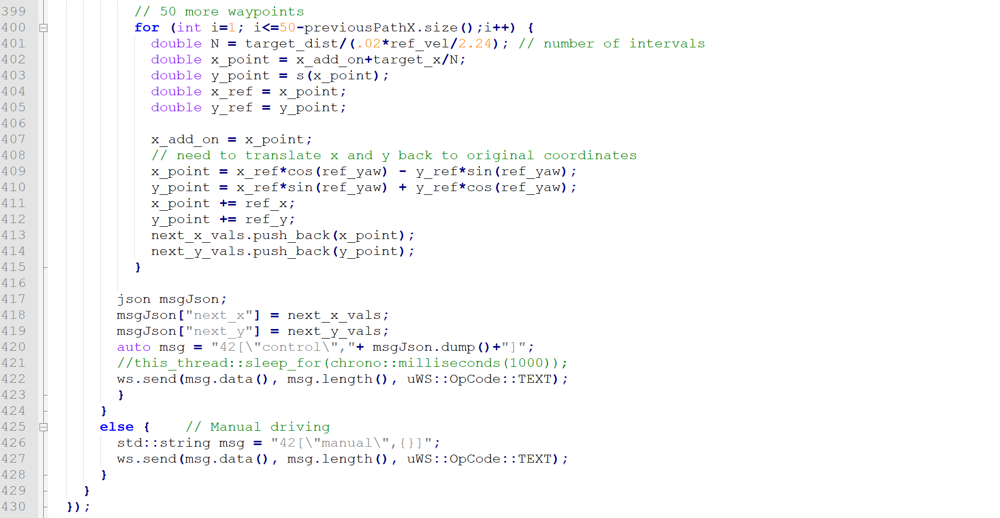 399 // 50 more waypoints
400 for (int i=1; i<=50-previousPathX.size();i++) {
401 double N = target_dist/(.02*ref_vel/2.24); // number of intervals
402 double x_point = x_add_on+target_x/N;
403 double y_point = s(x_point);
404 double x_ref = x_point;
405 double y_ref = y_point;
406
407 x_add_on = x_point;
408 // need to translate x and y back to original coordinates
409 x_point = x_ref*cos(ref_yaw) - y_ref*sin(ref_yaw);
410 y_point = x_ref*sin(ref_yaw) + y_ref*cos(ref_yaw);
411 x_point += ref_x;
412 y_point += ref_y;
413 next_x_vals.push_back(x_point);
414 next_y_vals.push_back(y_point);
415 }
416
417 json msgJson;
418 msgJson["next_x"] = next_x_vals;
419 msgJson["next_y"] = next_y_vals;
420 auto msg = "42[\"control\","+ msgJson.dump()+"]";
421 //this_thread::sleep_for(chrono::milliseconds(1000));
422 ws.send(msg.data(), msg.length(), uWS::OpCode::TEXT);
423 }
424 }
425 else { // Manual driving
426 std::string msg = "42[\"manual\",{}]";
427 ws.send(msg.data(), msg.length(), uWS::OpCode::TEXT);
428 }
429 }
430 });